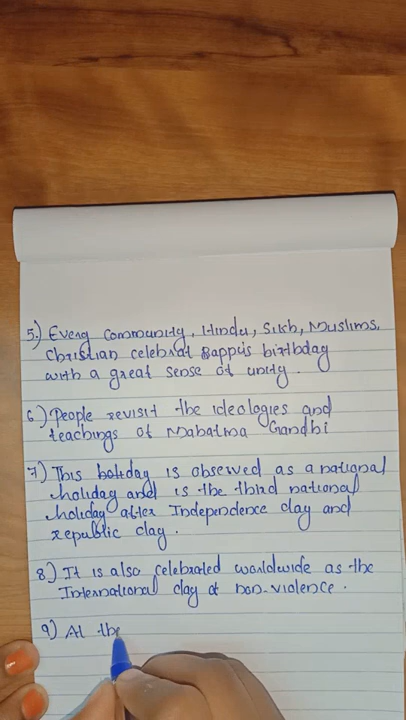 5.) Eveny community, Hindu, Sikh, Muslims,
Christian celebrat Bappu's birthday
with a great sense of unity.
6.) People revisit the ideologies and
teachings of Mahatma Gandhi
7.) This holiday is observed as a national
holiday and is the third national
holiday after Independence day and
republic day.
8.) It is also celebrated worldwide as the
International day of non-violence.
9) At the